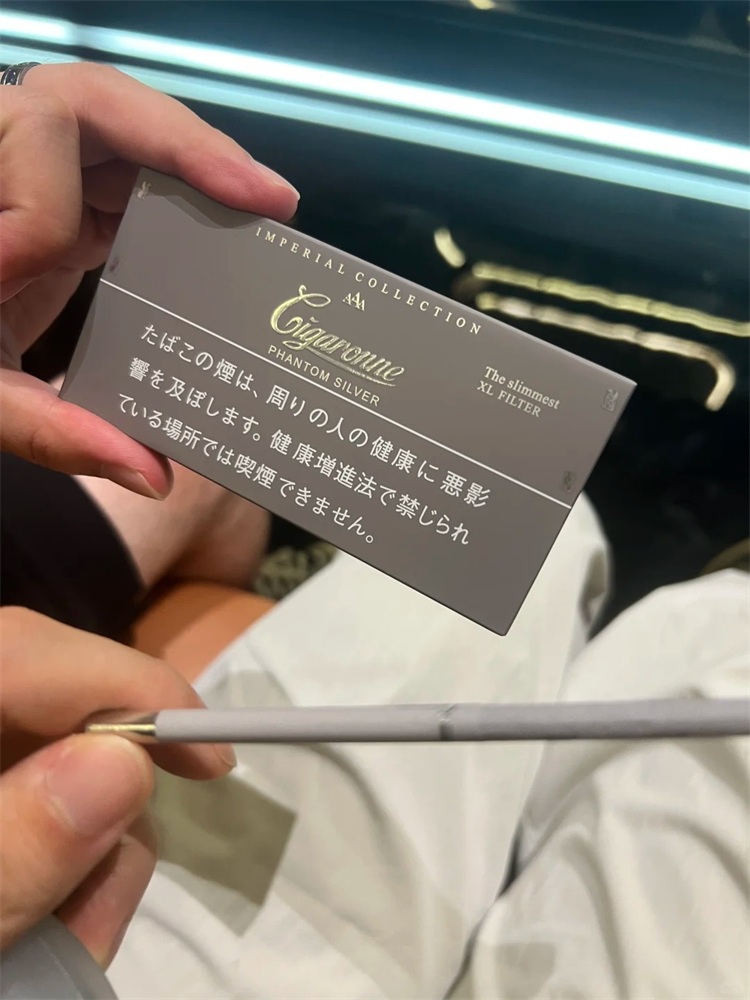 IMPERIAL COLLECTION
Cigaronne
PHANTOM SILVER
The slimmest
XL FILTER
たばこの煙は、周りの人の健康に悪影
響を及ぼします。健康増進法で禁じられ
ている場所では喫煙できません。